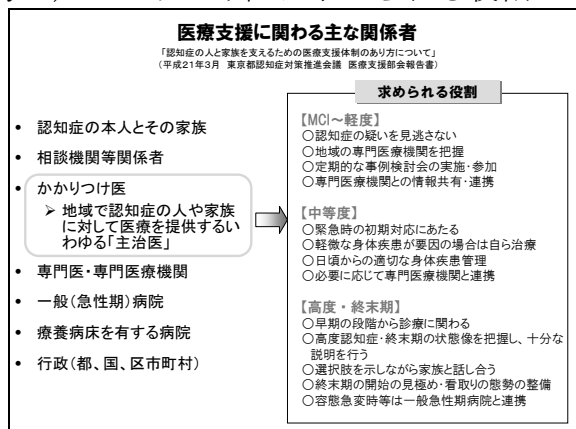 医療支援に関わる主な関係者
「認知症の人と家族を支えるための医療支援体制のあり方について」
(平成21年3月 東京都認知症対策推進会議 医療支援部会報告書)
• 認知症の本人とその家族
• 相談機関等関係者
• かかりつけ医
➢ 地域で認知症の人や家族
に対して医療を提供するい
わゆる「主治医」
• 専門医・専門医療機関
• 一般(急性期)病院
• 療養病床を有する病院
• 行政(都、国、区市町村)
求められる役割
【MCI~軽度】
○認知症の疑いを見逃さない
○地域の専門医療機関を把握
○定期的な事例検討会の実施・参加
○専門医療機関との情報共有・連携
【中等度】
○緊急時の初期対応にあたる
○軽微な身体疾患が要因の場合は自ら治療
○日頃からの適切な身体疾患管理
○必要に応じて専門医療機関と連携
【高度・終末期】
○早期の段階から診療に関わる
○高度認知症・終末期の状態像を把握し、十分な
説明を行う
○選択肢を示しながら家族と話し合う
○終末期の開始の見極め・看取りの態勢の整備
○容態急変時等は一般急性期病院と連携